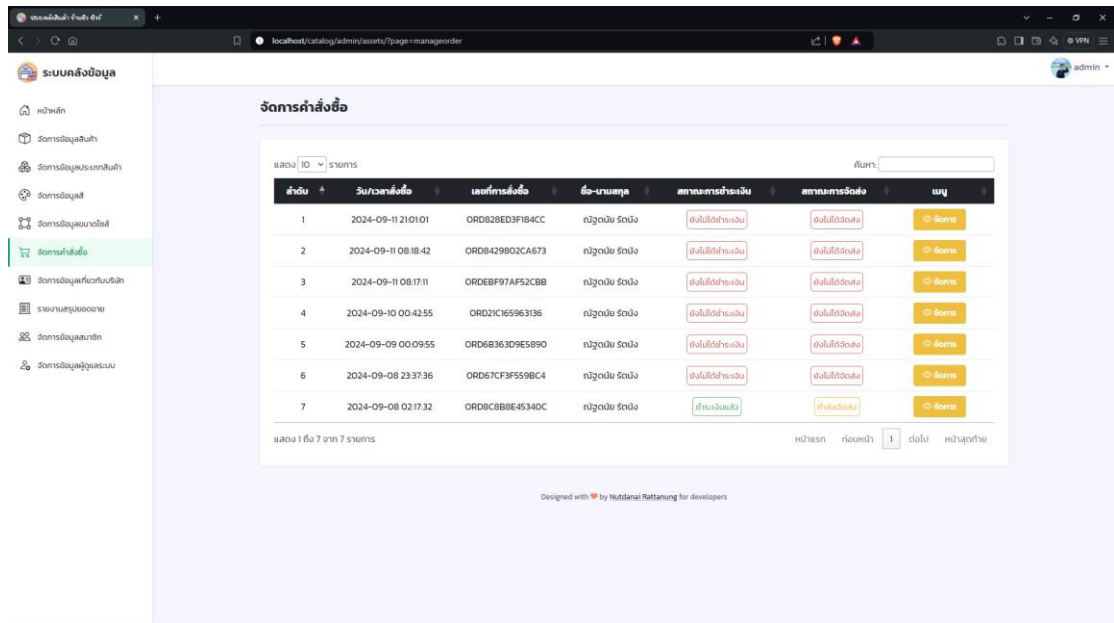 ระบบคลังสินค้า ร้านชัว ชัวร์
localhost/catalog/admin/assets/?page=manageorder
VPN
ระบบคลังข้อมูล
admin
หน้าหลัก
จัดการข้อมูลสินค้า
จัดการข้อมูลประเภทสินค้า
จัดการข้อมูลสี
จัดการข้อมูลขนาดไซส์
จัดการคำสั่งซื้อ
จัดการข้อมูลเกี่ยวกับบริษัท
รายงานสรุปยอดขาย
จัดการข้อมูลสมาชิก
จัดการข้อมูลผู้ดูแลระบบ
จัดการคำสั่งซื้อ
แสดง 10 รายการ ค้นหา:
ลำดับ วัน/เวลาสั่งซื้อ เลขที่การสั่งซื้อ ชื่อ-นามสกุล สถานะการชำระเงิน สถานะการจัดส่ง เมนู
1 2024-09-11 21:01:01 ORD828ED3F184CC ณัฐดนัย รัตนัง ยังไม่ได้ชำระเงิน ยังไม่ได้จัดส่ง จัดการ
2 2024-09-11 08:18:42 ORD8429802CA673 ณัฐดนัย รัตนัง ยังไม่ได้ชำระเงิน ยังไม่ได้จัดส่ง จัดการ
3 2024-09-11 08:17:11 ORDEBF97AF52CBB ณัฐดนัย รัตนัง ยังไม่ได้ชำระเงิน ยังไม่ได้จัดส่ง จัดการ
4 2024-09-10 00:42:55 ORD21C165963136 ณัฐดนัย รัตนัง ยังไม่ได้ชำระเงิน ยังไม่ได้จัดส่ง จัดการ
5 2024-09-09 00:09:55 ORD6B363D9E5890 ณัฐดนัย รัตนัง ยังไม่ได้ชำระเงิน ยังไม่ได้จัดส่ง จัดการ
6 2024-09-08 23:37:36 ORD67CF3F559BC4 ณัฐดนัย รัตนัง ยังไม่ได้ชำระเงิน ยังไม่ได้จัดส่ง จัดการ
7 2024-09-08 02:17:32 ORD8C8B8E45340C ณัฐดนัย รัตนัง ชำระเงินแล้ว กำลังจัดส่ง จัดการ
แสดง 1 ถึง 7 จาก 7 รายการ หน้าแรก ก่อนหน้า 1 ต่อไป หน้าสุดท้าย
Designed with by Nutdanai Rattanung for developers